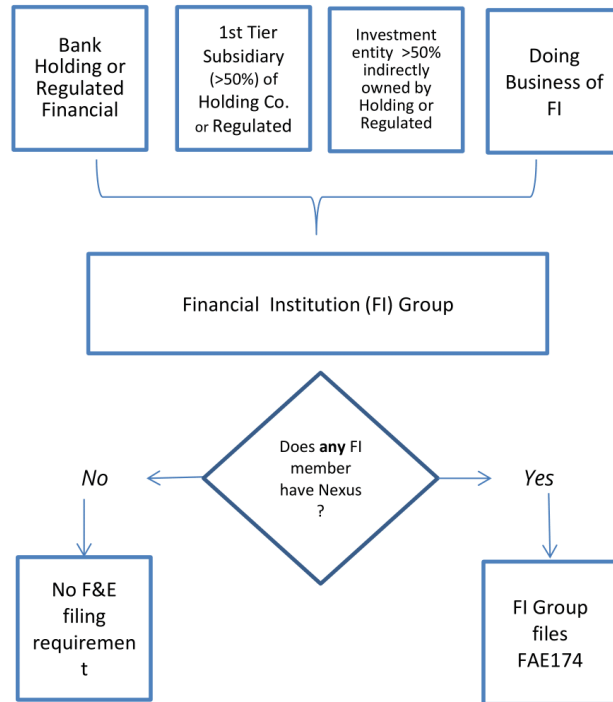 Bank
Holding or
Regulated
Financial
1st Tier
Subsidiary
(>50%) of
Holding Co.
or Regulated
Investment
entity >50%
indirectly
owned by
Holding or
Regulated
Doing
Business of
FI
Financial Institution (FI) Group
Does any FI
member
have Nexus
?
No
Yes
No F&E
filing
requiremen
t
FI Group
files
FAE174